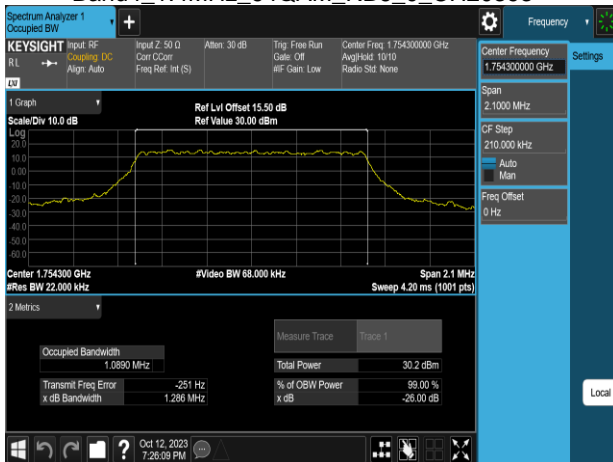 Spectrum Analyzer 1
Occupied BW
Frequency
KEYSIGHT
RL
LXI
Input: RF
Coupling: DC
Align: Auto
Input Z: 50 Ω
Corr CCorr
Freq Ref: Int (S)
Atten: 30 dB
Trig: Free Run
Gate: Off
#IF Gain: Low
Center Freq: 1.754300000 GHz
Avg|Hold: 10/10
Radio Std: None
Center Frequency
1.754300000 GHz
Settings
Span
2.1000 MHz
CF Step
210.000 kHz
Auto
Man
Freq Offset
0 Hz
Local
1 Graph
Scale/Div 10.0 dB
Ref Lvl Offset 15.50 dB
Ref Value 30.00 dBm
Log
20.0
10.0
0.00
-10.0
-20.0
-30.0
-40.0
-50.0
-60.0
Center 1.754300 GHz
#Video BW 68.000 kHz
Span 2.1 MHz
#Res BW 22.000 kHz
Sweep 4.20 ms (1001 pts)
2 Metrics
Measure Trace
Trace 1
Occupied Bandwidth
1.0890 MHz
Total Power
30.2 dBm
Transmit Freq Error
-251 Hz
% of OBW Power
99.00 %
x dB Bandwidth
1.286 MHz
x dB
-26.00 dB
Oct 12, 2023
7:26:09 PM